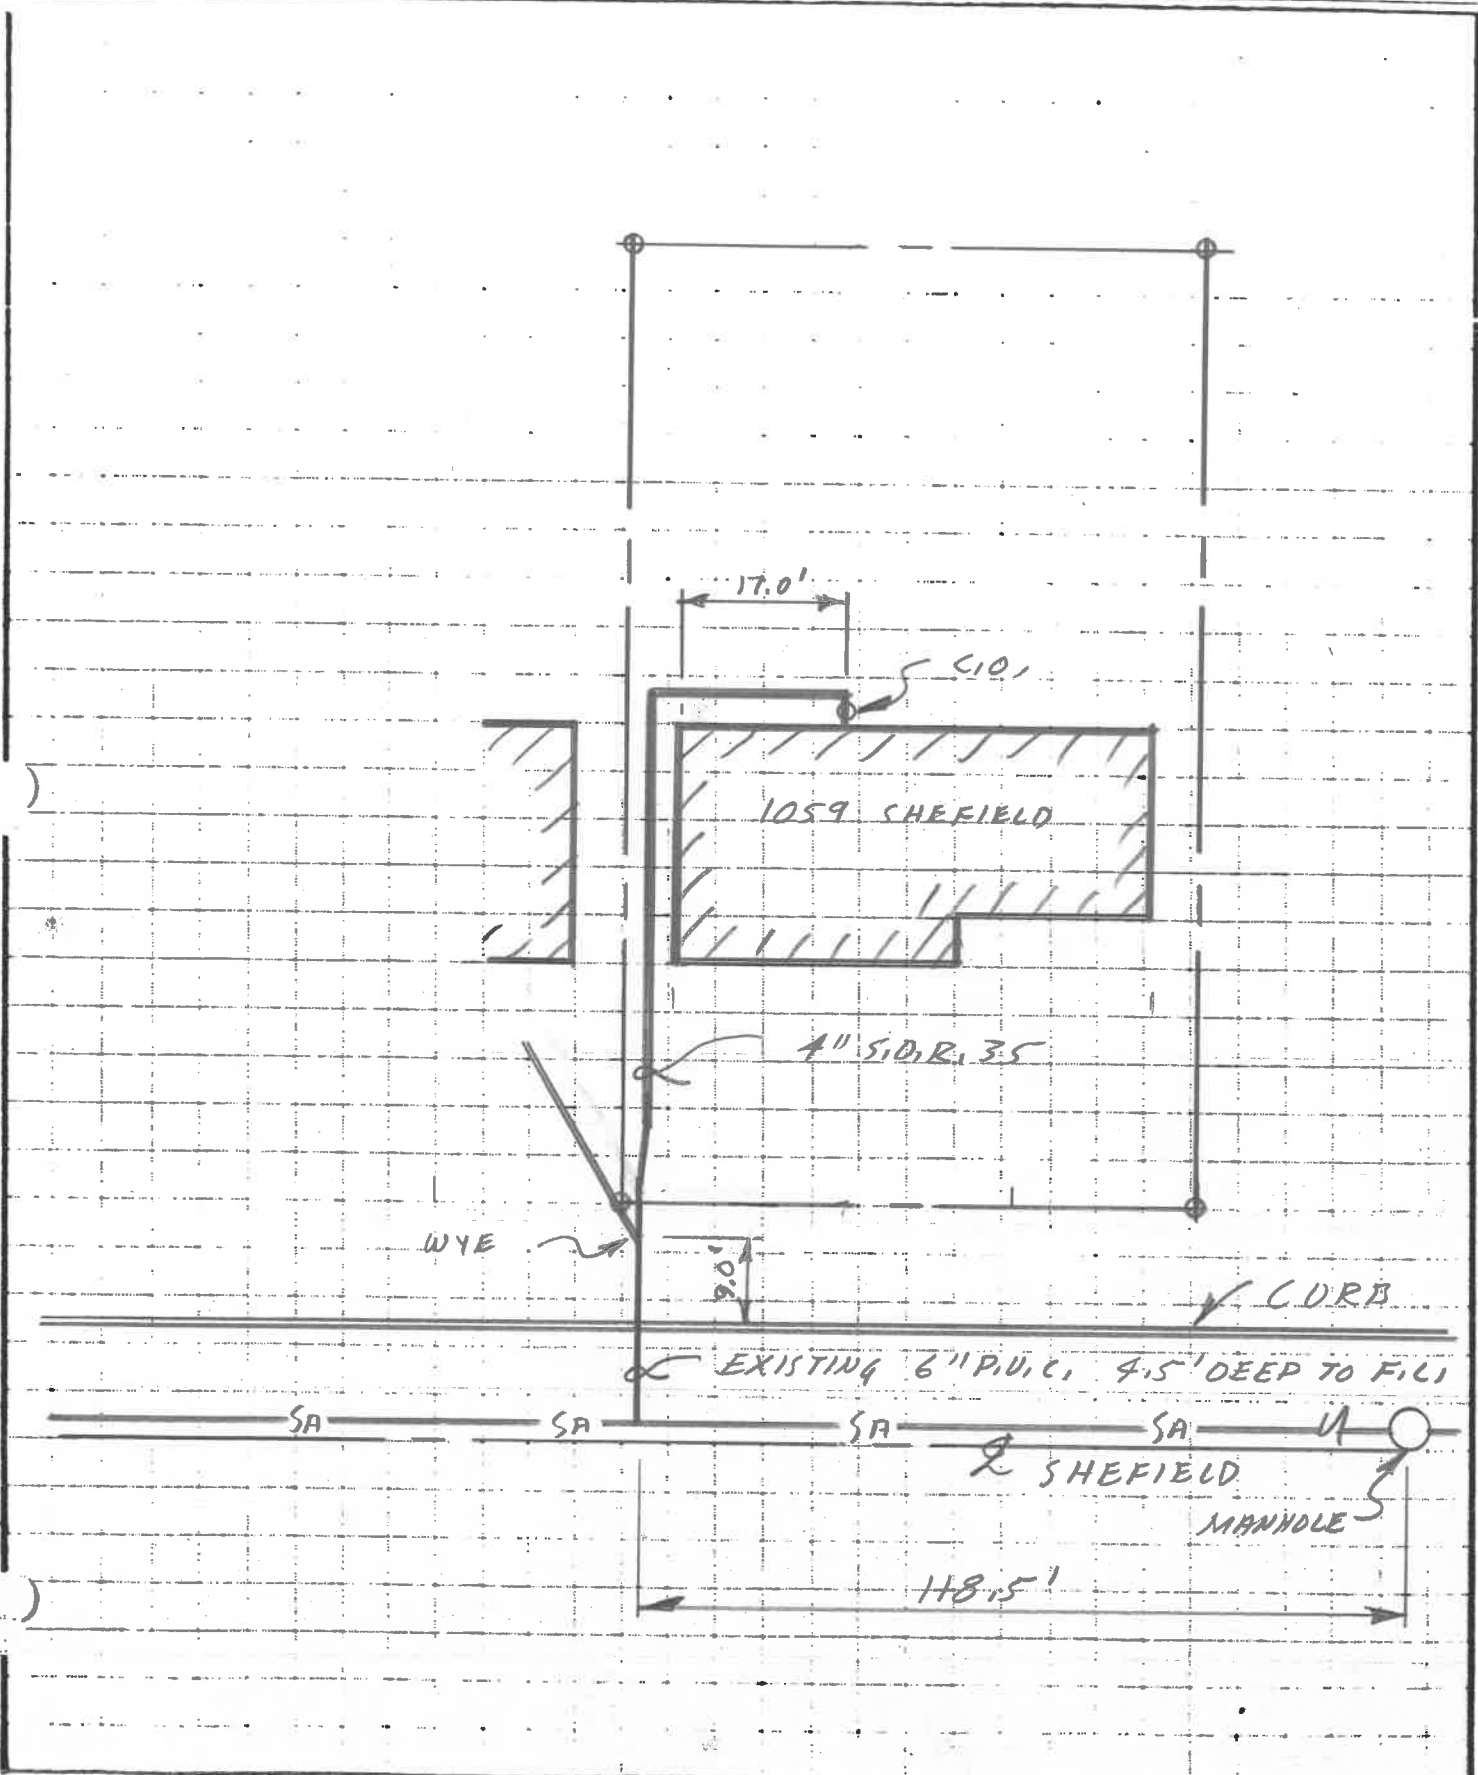 17.0'
C.O.
1059 SHEFIELD
4" S.D.R. 35
WYE
9.0'
CURB
EXISTING 6" P.V.C. 4.5' DEEP TO F.L.
SA SA SA SA
℄ SHEFIELD
MANHOLE
118.5'